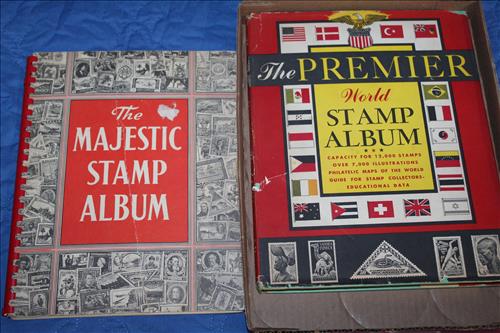 The
MAJESTIC
STAMP
ALBUM
The PREMIER
World
STAMP
ALBUM
CAPACITY FOR 12,000 STAMPS
OVER 7,000 ILLUSTRATIONS
PHILATELIC MAPS OF THE WORLD
GUIDE FOR STAMP COLLECTORS-
EDUCATIONAL DATA